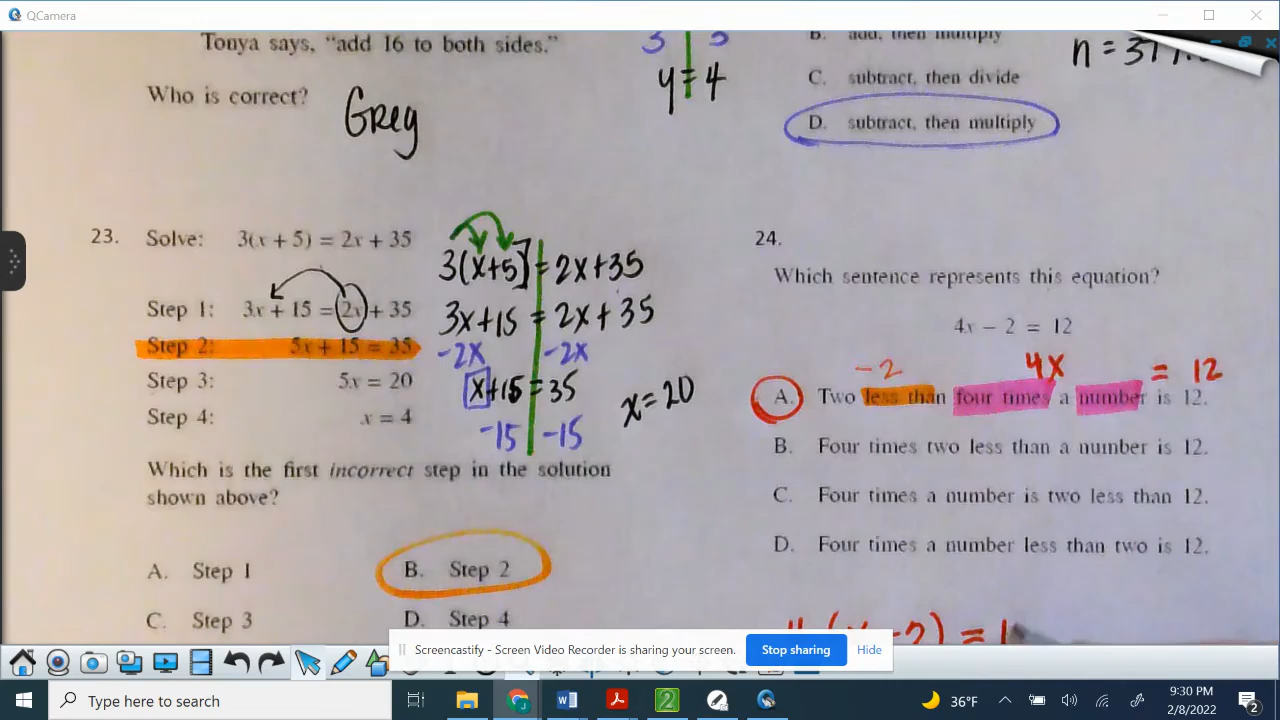 QCamera
Tonya says, "add 16 to both sides."
Who is correct?
Greg
3 3
y = 4
B. add, then multiply
C. subtract, then divide
D. subtract, then multiply
23. Solve: 3(x + 5) = 2x + 35
Step 1: 3x + 15 = 2x + 35
Step 2: 5x + 15 = 35
Step 3: 5x = 20
Step 4: x = 4
3(x+5) = 2x+35
3x+15 = 2x+35
-2x -2x
x+15 = 35
-15 -15
x=20
Which is the first incorrect step in the solution
shown above?
A. Step 1
B. Step 2
C. Step 3
D. Step 4
24.
Which sentence represents this equation?
4x − 2 = 12
-2 4x = 12
A. Two less than four times a number is 12.
B. Four times two less than a number is 12.
C. Four times a number is two less than 12.
D. Four times a number less than two is 12.
Screencastify - Screen Video Recorder is sharing your screen.
Stop sharing
Hide
Type here to search
36°F
9:30 PM
2/8/2022
2